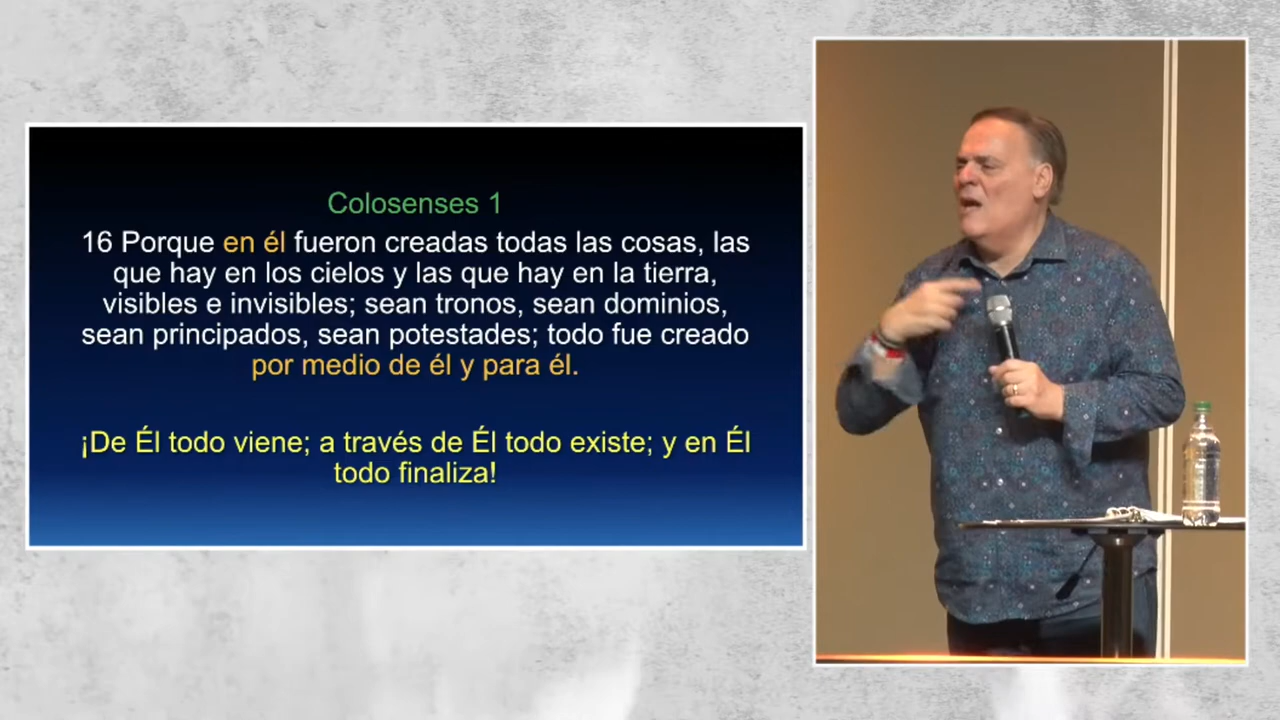 Colosenses 1
16 Porque en él fueron creadas todas las cosas, las
que hay en los cielos y las que hay en la tierra,
visibles e invisibles; sean tronos, sean dominios,
sean principados, sean potestades; todo fue creado
por medio de él y para él.
¡De Él todo viene; a través de Él todo existe; y en Él
todo finaliza!